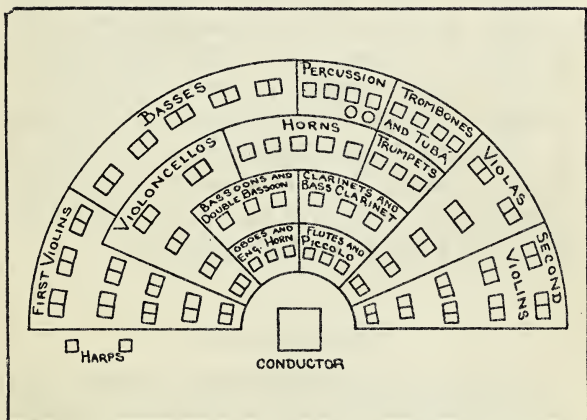 PERCUSSION
TROMBONES
AND TUBA
BASSES
HORNS
TRUMPETS
VIOLAS
VIOLONCELLOS
BASSOONS AND
DOUBLE BASSOON
CLARINETS AND
BASS CLARINET
OBOES AND
ENG. HORN
FLUTES AND
PICCOLO
FIRST VIOLINS
SECOND
VIOLINS
HARPS
CONDUCTOR